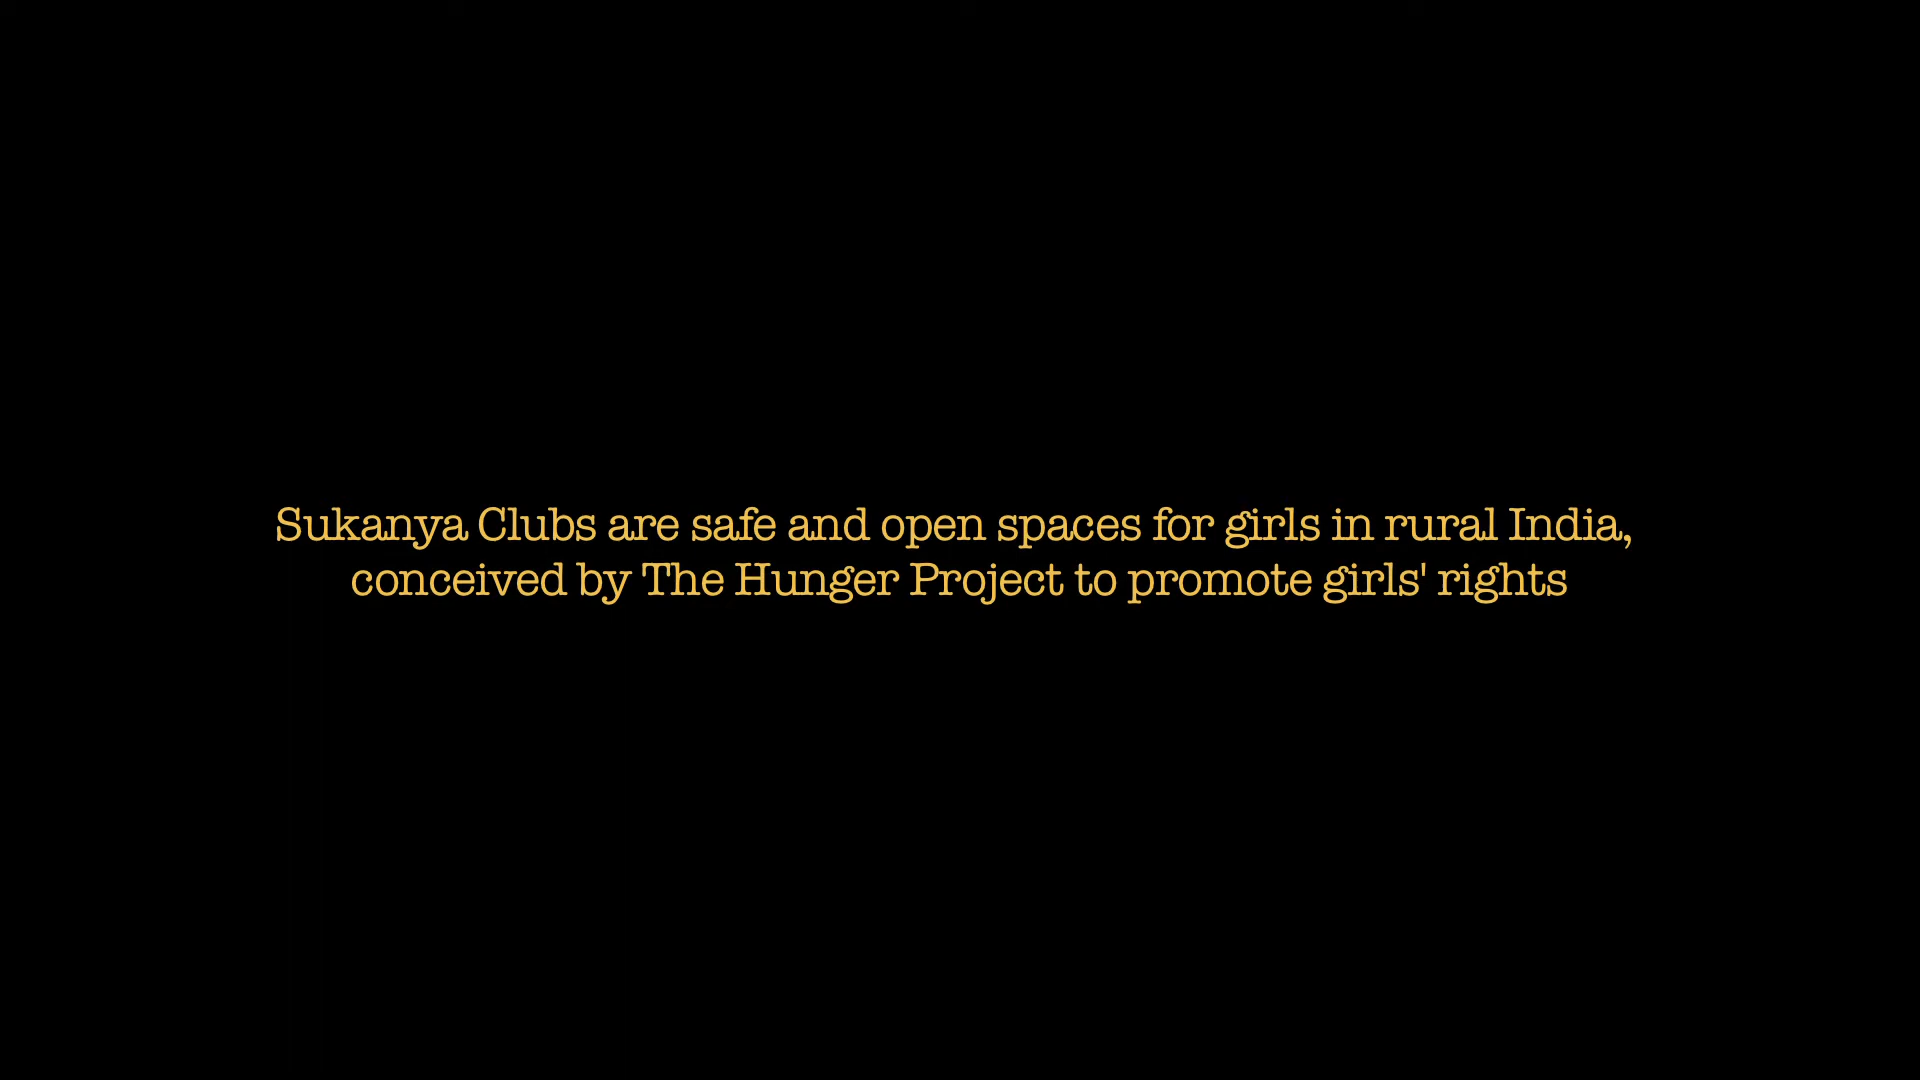 Sukanya Clubs are safe and open spaces for girls in rural India,
conceived by The Hunger Project to promote girls' rights